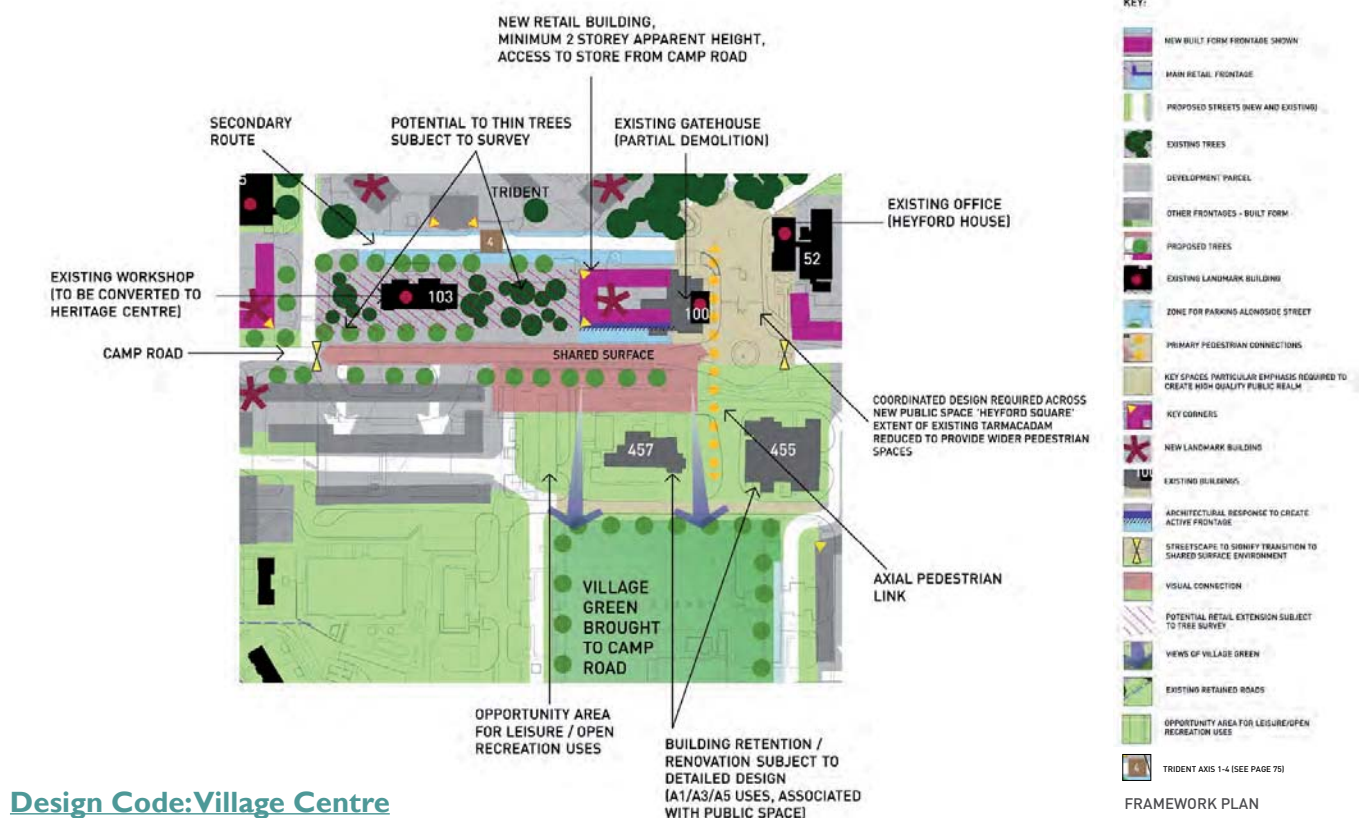 NEW RETAIL BUILDING,
MINIMUM 2 STOREY APPARENT HEIGHT,
ACCESS TO STORE FROM CAMP ROAD
SECONDARY
ROUTE
POTENTIAL TO THIN TREES
SUBJECT TO SURVEY
EXISTING GATEHOUSE
(PARTIAL DEMOLITION)
TRIDENT
EXISTING OFFICE
(HEYFORD HOUSE)
4
52
EXISTING WORKSHOP
(TO BE CONVERTED TO
HERITAGE CENTRE)
103
100
CAMP ROAD
SHARED SURFACE
COORDINATED DESIGN REQUIRED ACROSS
NEW PUBLIC SPACE 'HEYFORD SQUARE'
EXTENT OF EXISTING TARMACADAM
REDUCED TO PROVIDE WIDER PEDESTRIAN
SPACES
457
455
AXIAL PEDESTRIAN
LINK
VILLAGE
GREEN
BROUGHT
TO CAMP
ROAD
OPPORTUNITY AREA
FOR LEISURE / OPEN
RECREATION USES
BUILDING RETENTION /
RENOVATION SUBJECT TO
DETAILED DESIGN
(A1/A3/A5 USES, ASSOCIATED
WITH PUBLIC SPACE)
Design Code: Village Centre
KEY:
NEW BUILT FORM FRONTAGE SHOWN
MAIN RETAIL FRONTAGE
PROPOSED STREETS (NEW AND EXISTING)
EXISTING TREES
DEVELOPMENT PARCEL
OTHER FRONTAGES - BUILT FORM
PROPOSED TREES
EXISTING LANDMARK BUILDING
ZONE FOR PARKING ALONGSIDE STREET
PRIMARY PEDESTRIAN CONNECTIONS
KEY SPACES PARTICULAR EMPHASIS REQUIRED TO
CREATE HIGH QUALITY PUBLIC REALM
KEY CORNERS
NEW LANDMARK BUILDING
EXISTING BUILDINGS
ARCHITECTURAL RESPONSE TO CREATE
ACTIVE FRONTAGE
STREETSCAPE TO SIGNIFY TRANSITION TO
SHARED SURFACE ENVIRONMENT
VISUAL CONNECTION
POTENTIAL RETAIL EXTENSION SUBJECT
TO TREE SURVEY
VIEWS OF VILLAGE GREEN
EXISTING RETAINED ROADS
OPPORTUNITY AREA FOR LEISURE/OPEN
RECREATION USES
4
TRIDENT AXIS 1-4 (SEE PAGE 75)
FRAMEWORK PLAN